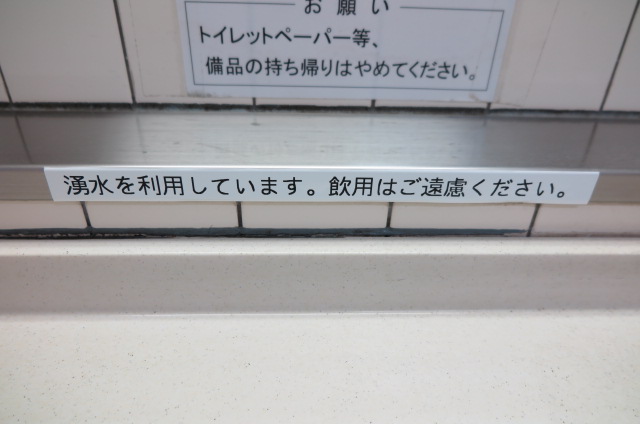 お願い
トイレットペーパー等、
備品の持ち帰りはやめてください。
湧水を利用しています。飲用はご遠慮ください。